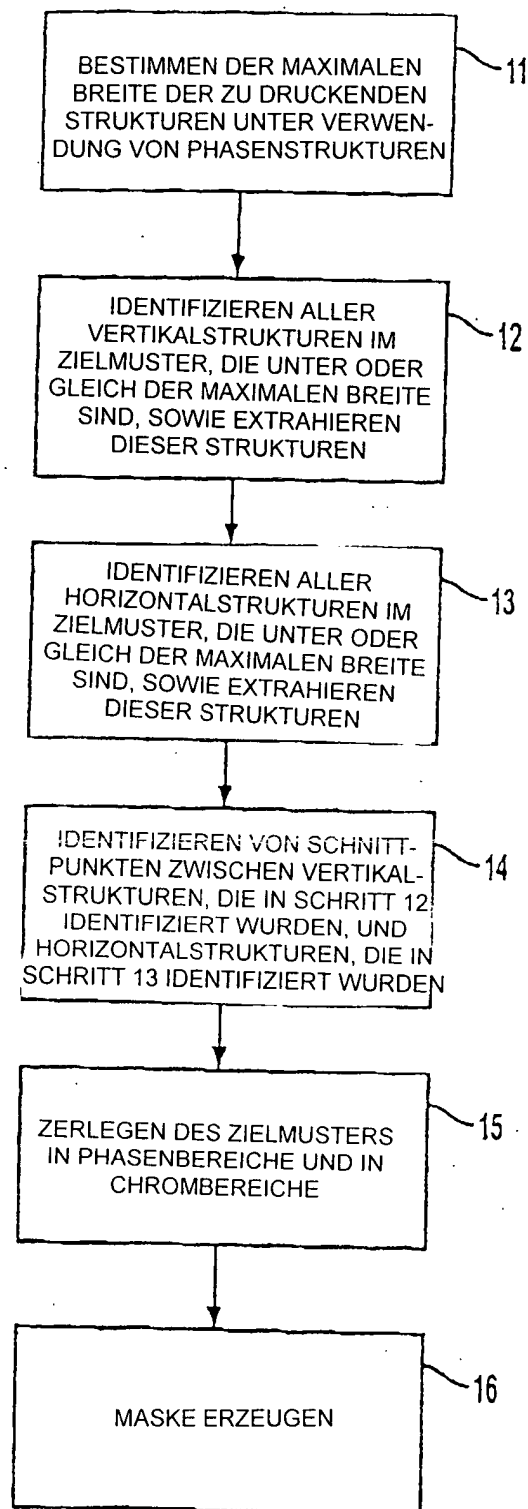 BESTIMMEN DER MAXIMALEN
BREITE DER ZU DRUCKENDEN
STRUKTUREN UNTER VERWEN-
DUNG VON PHASENSTRUKTUREN
11
IDENTIFIZIEREN ALLER
VERTIKALSTRUKTUREN IM
ZIELMUSTER, DIE UNTER ODER
GLEICH DER MAXIMALEN BREITE
SIND, SOWIE EXTRAHIEREN
DIESER STRUKTUREN
12
IDENTIFIZIEREN ALLER
HORIZONTALSTRUKTUREN IM
ZIELMUSTER, DIE UNTER ODER
GLEICH DER MAXIMALEN BREITE
SIND, SOWIE EXTRAHIEREN
DIESER STRUKTUREN
13
IDENTIFIZIEREN VON SCHNITT-
PUNKTEN ZWISCHEN VERTIKAL-
STRUKTUREN, DIE IN SCHRITT 12
IDENTIFIZIERT WURDEN, UND
HORIZONTALSTRUKTUREN, DIE IN
SCHRITT 13 IDENTIFIZIERT WURDEN
14
ZERLEGEN DES ZIELMUSTERS
IN PHASENBEREICHE UND IN
CHROMBEREICHE
15
MASKE ERZEUGEN
16